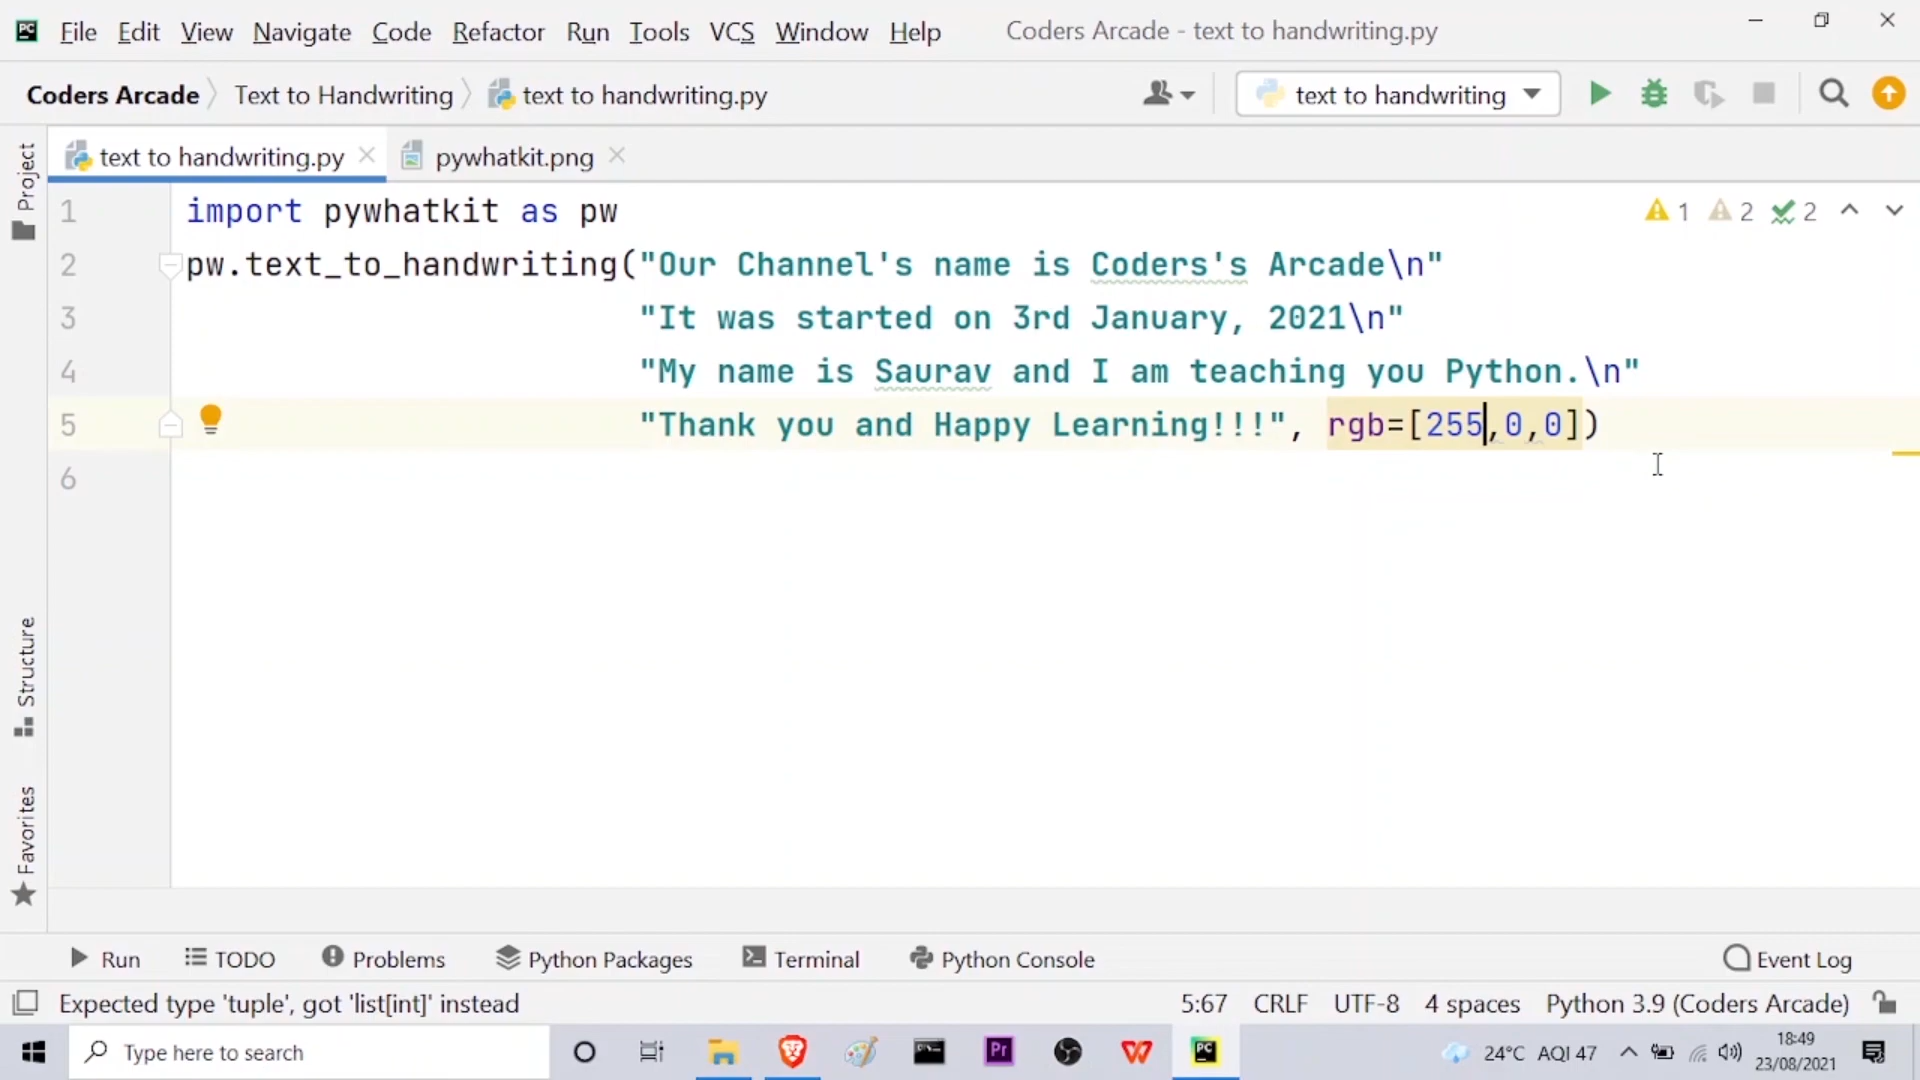 PC File Edit View Navigate Code Refactor Run Tools VCS Window Help Coders Arcade - text to handwriting.py
Coders Arcade Text to Handwriting text to handwriting.py text to handwriting
text to handwriting.py pywhatkit.png
Project
1 import pywhatkit as pw 1 2 2
2 pw.text_to_handwriting("Our Channel's name is Coders's Arcade\n"
3 "It was started on 3rd January, 2021\n"
4 "My name is Saurav and I am teaching you Python.\n"
5 "Thank you and Happy Learning!!!", rgb=[255,0,0])
6
Structure
Favorites
Run TODO Problems Python Packages Terminal Python Console Event Log
Expected type 'tuple', got 'list[int]' instead 5:67 CRLF UTF-8 4 spaces Python 3.9 (Coders Arcade)
Type here to search Pr PC 24°C AQI 47 18:49
23/08/2021